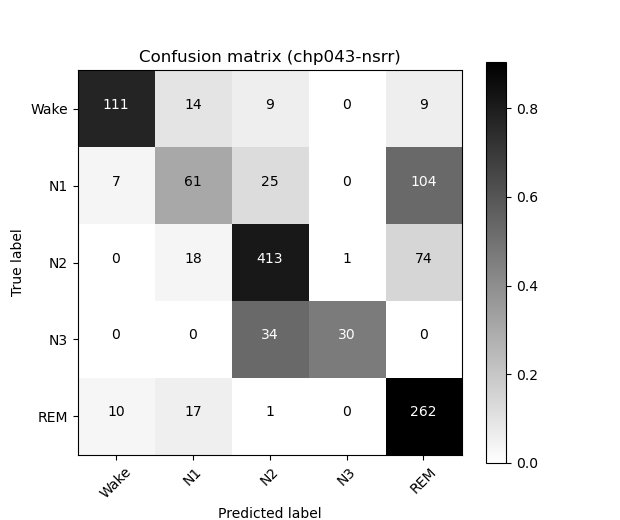 Confusion matrix (chp043-nsrr)
Wake 111 14 9 0 9
N1 7 61 25 0 104
N2 0 18 413 1 74
N3 0 0 34 30 0
REM 10 17 1 0 262
Wake N1 N2 N3 REM
True label
Predicted label
0.8
0.6
0.4
0.2
0.0